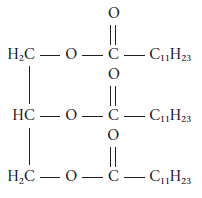 O
H₂C — O — C — C₁₁H₂₃
O
HC — O — C — C₁₁H₂₃
O
H₂C — O — C — C₁₁H₂₃